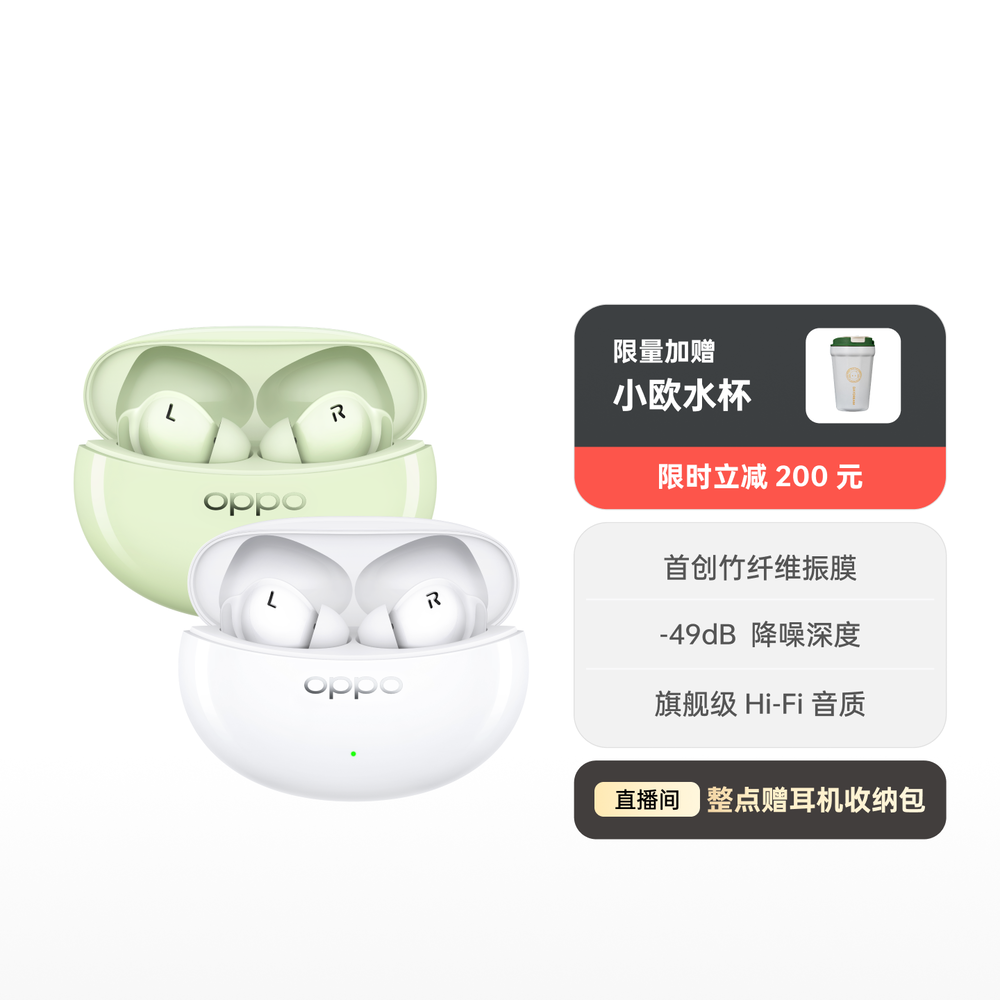 L
R
oppo
L
R
oppo
限量加赠
小欧水杯
限时立减 200 元
首创竹纤维振膜
-49dB 降噪深度
旗舰级 Hi-Fi 音质
直播间 整点赠耳机收纳包